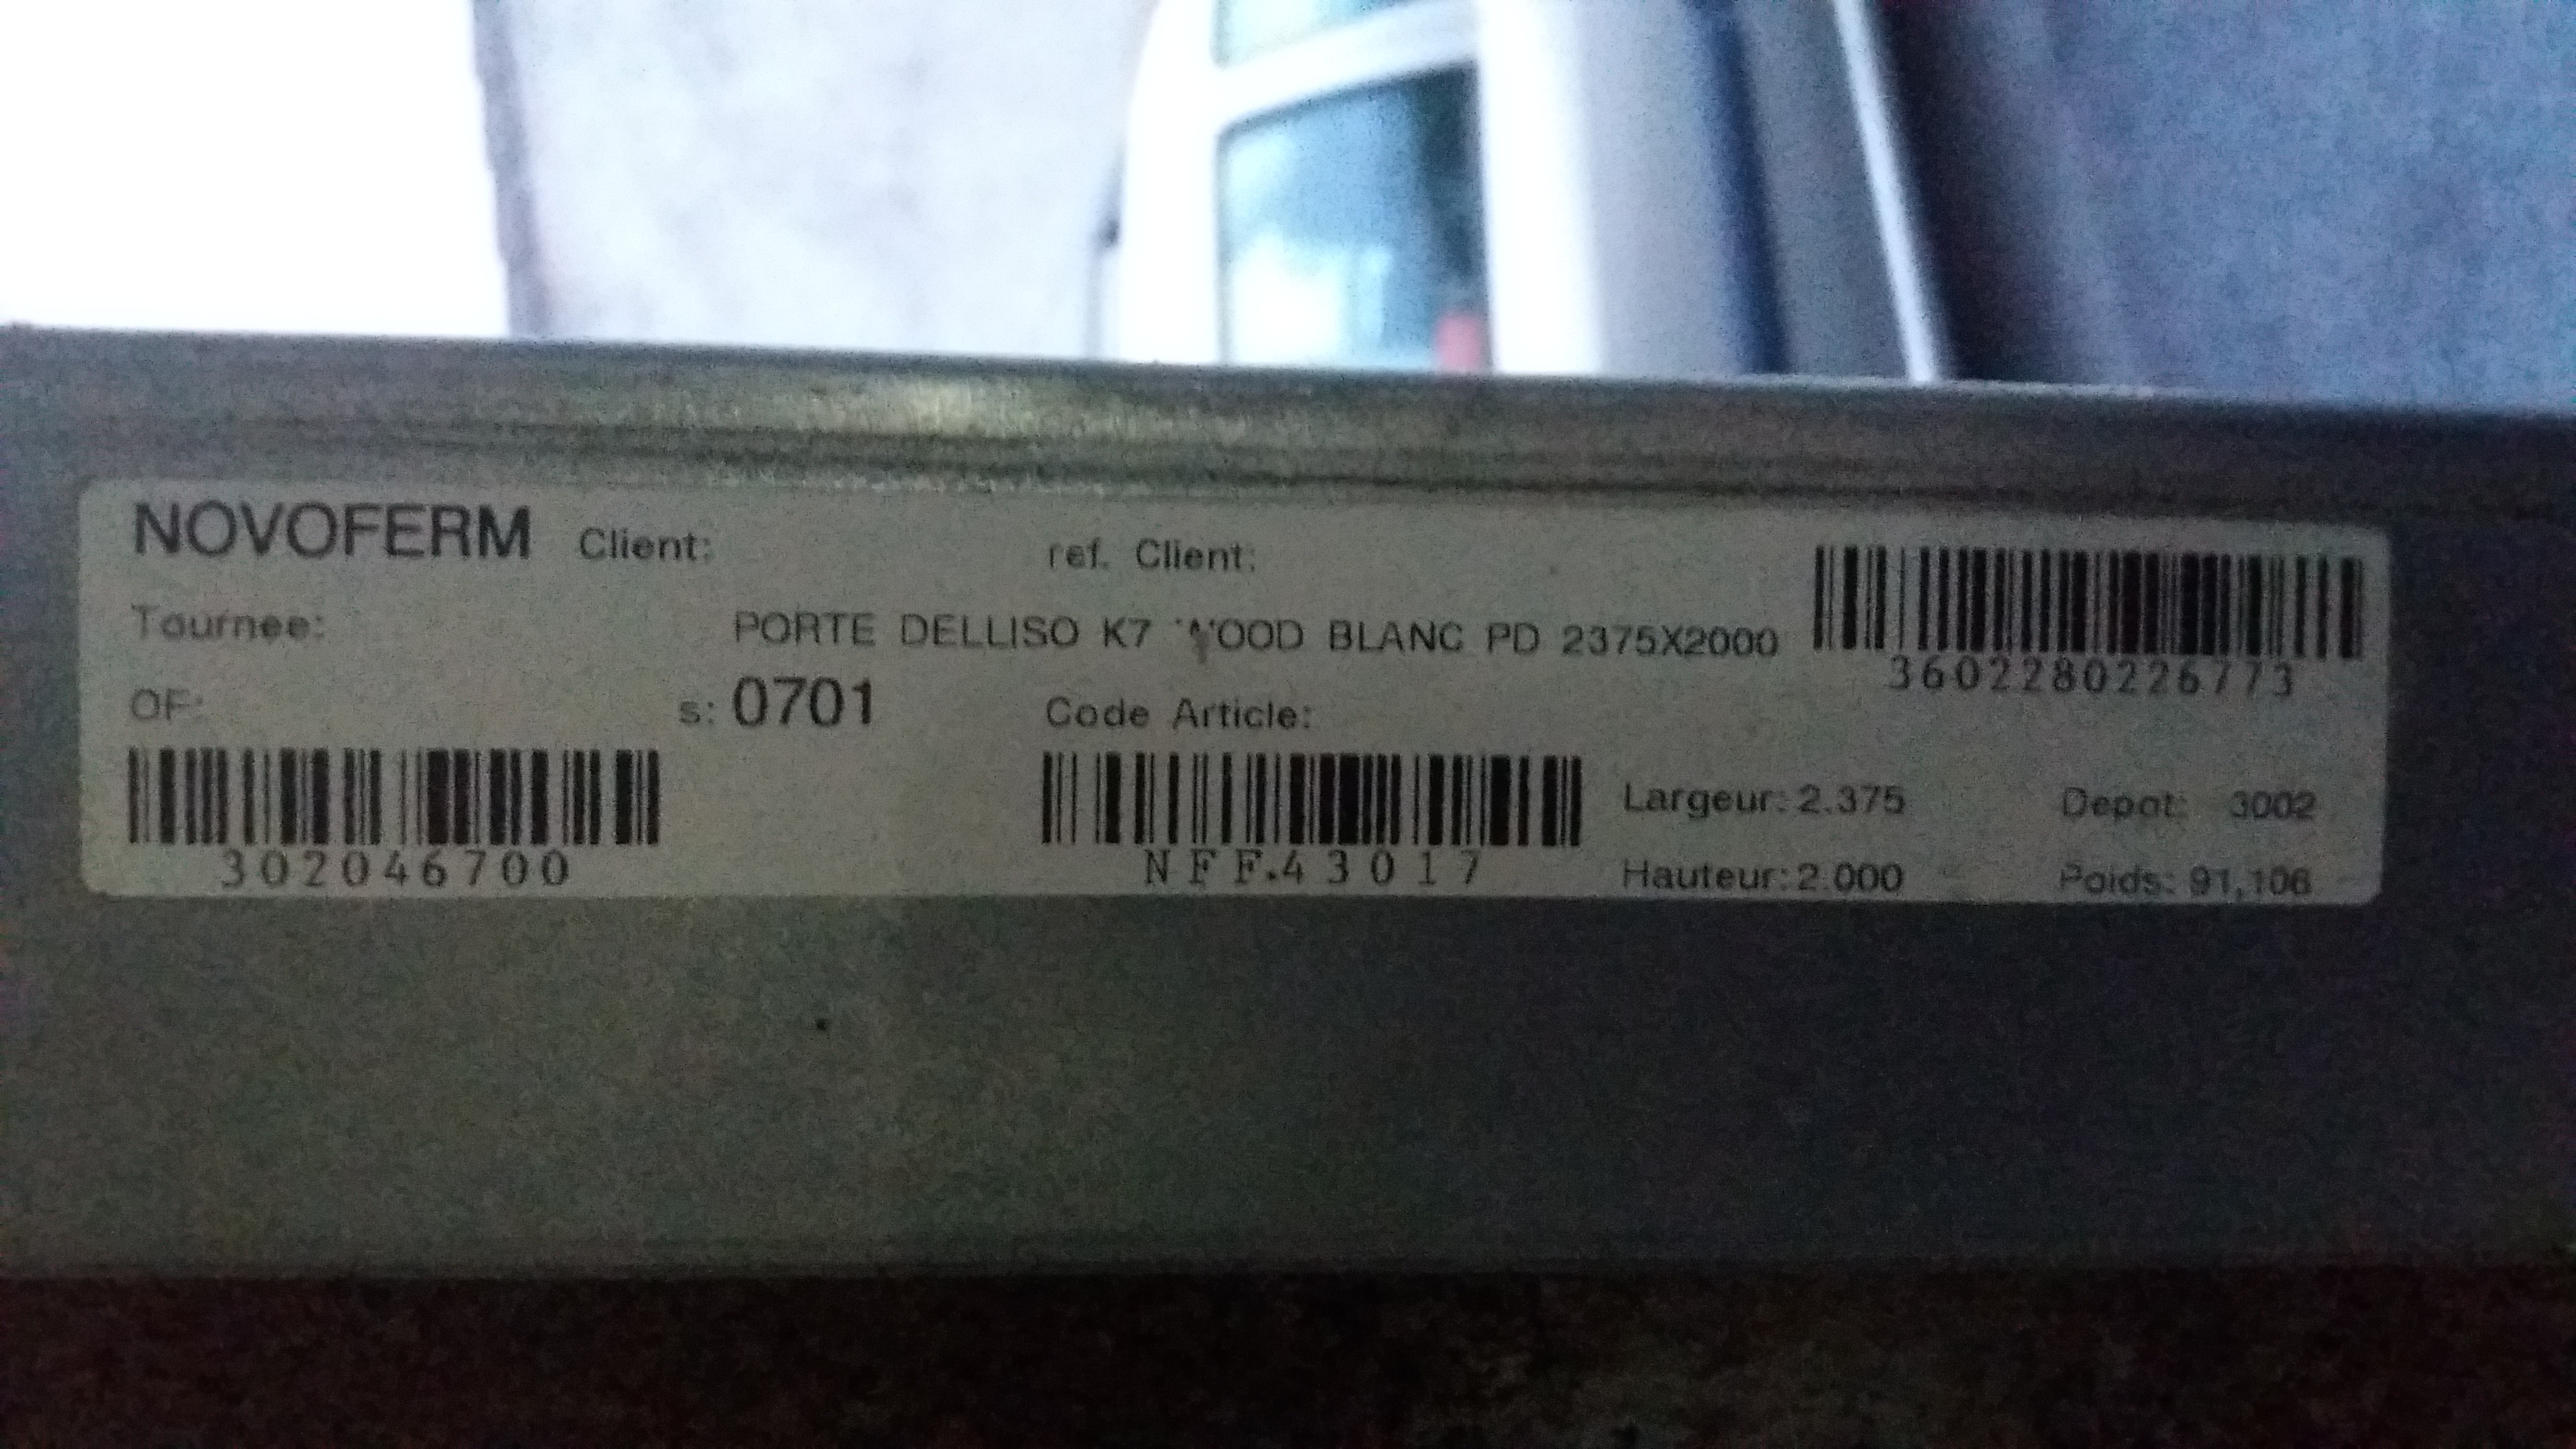 NOVOFERM Client: ref. Client:
Tournee: PORTE DELLISO K7 WOOD BLANC PD 2375X2000
3602280226773
OF: s: 0701 Code Article:
302046700
NFF.43017
Largeur: 2.375 Depot: 3002
Hauteur: 2.000 Poids: 91,106